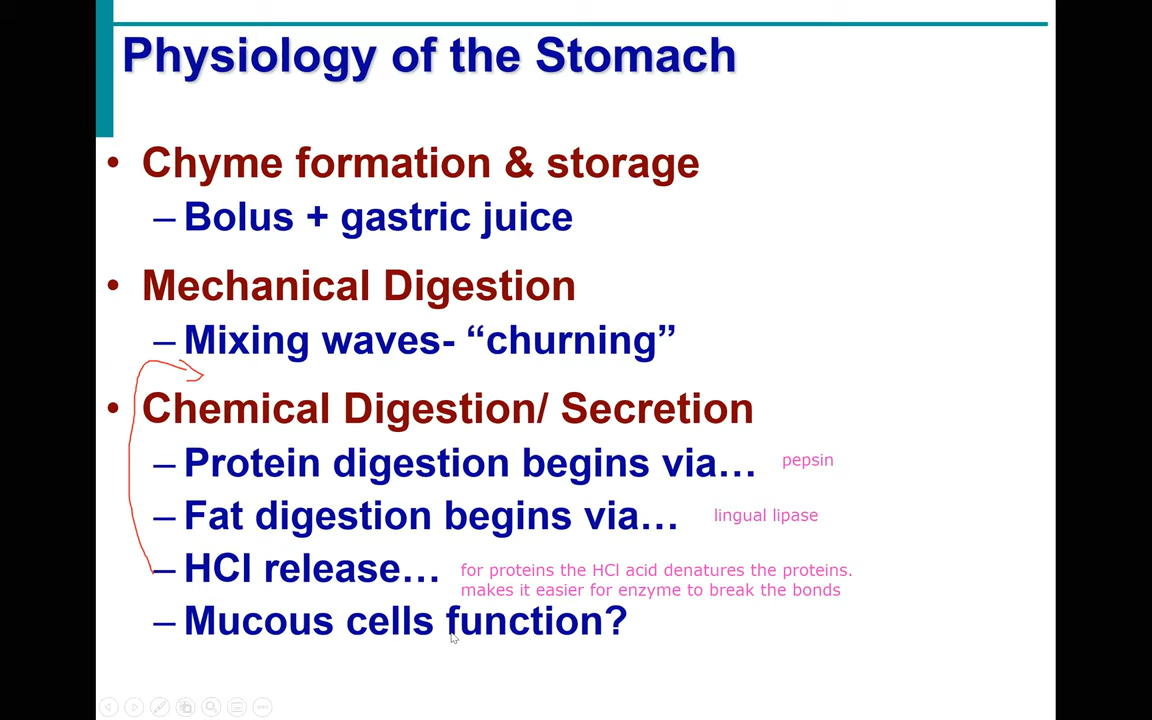 Physiology of the Stomach
• Chyme formation & storage
– Bolus + gastric juice
• Mechanical Digestion
– Mixing waves- “churning”
• Chemical Digestion/ Secretion
– Protein digestion begins via… pepsin
– Fat digestion begins via… lingual lipase
– HCl release… for proteins the HCl acid denatures the proteins.
makes it easier for enzyme to break the bonds
– Mucous cells function?